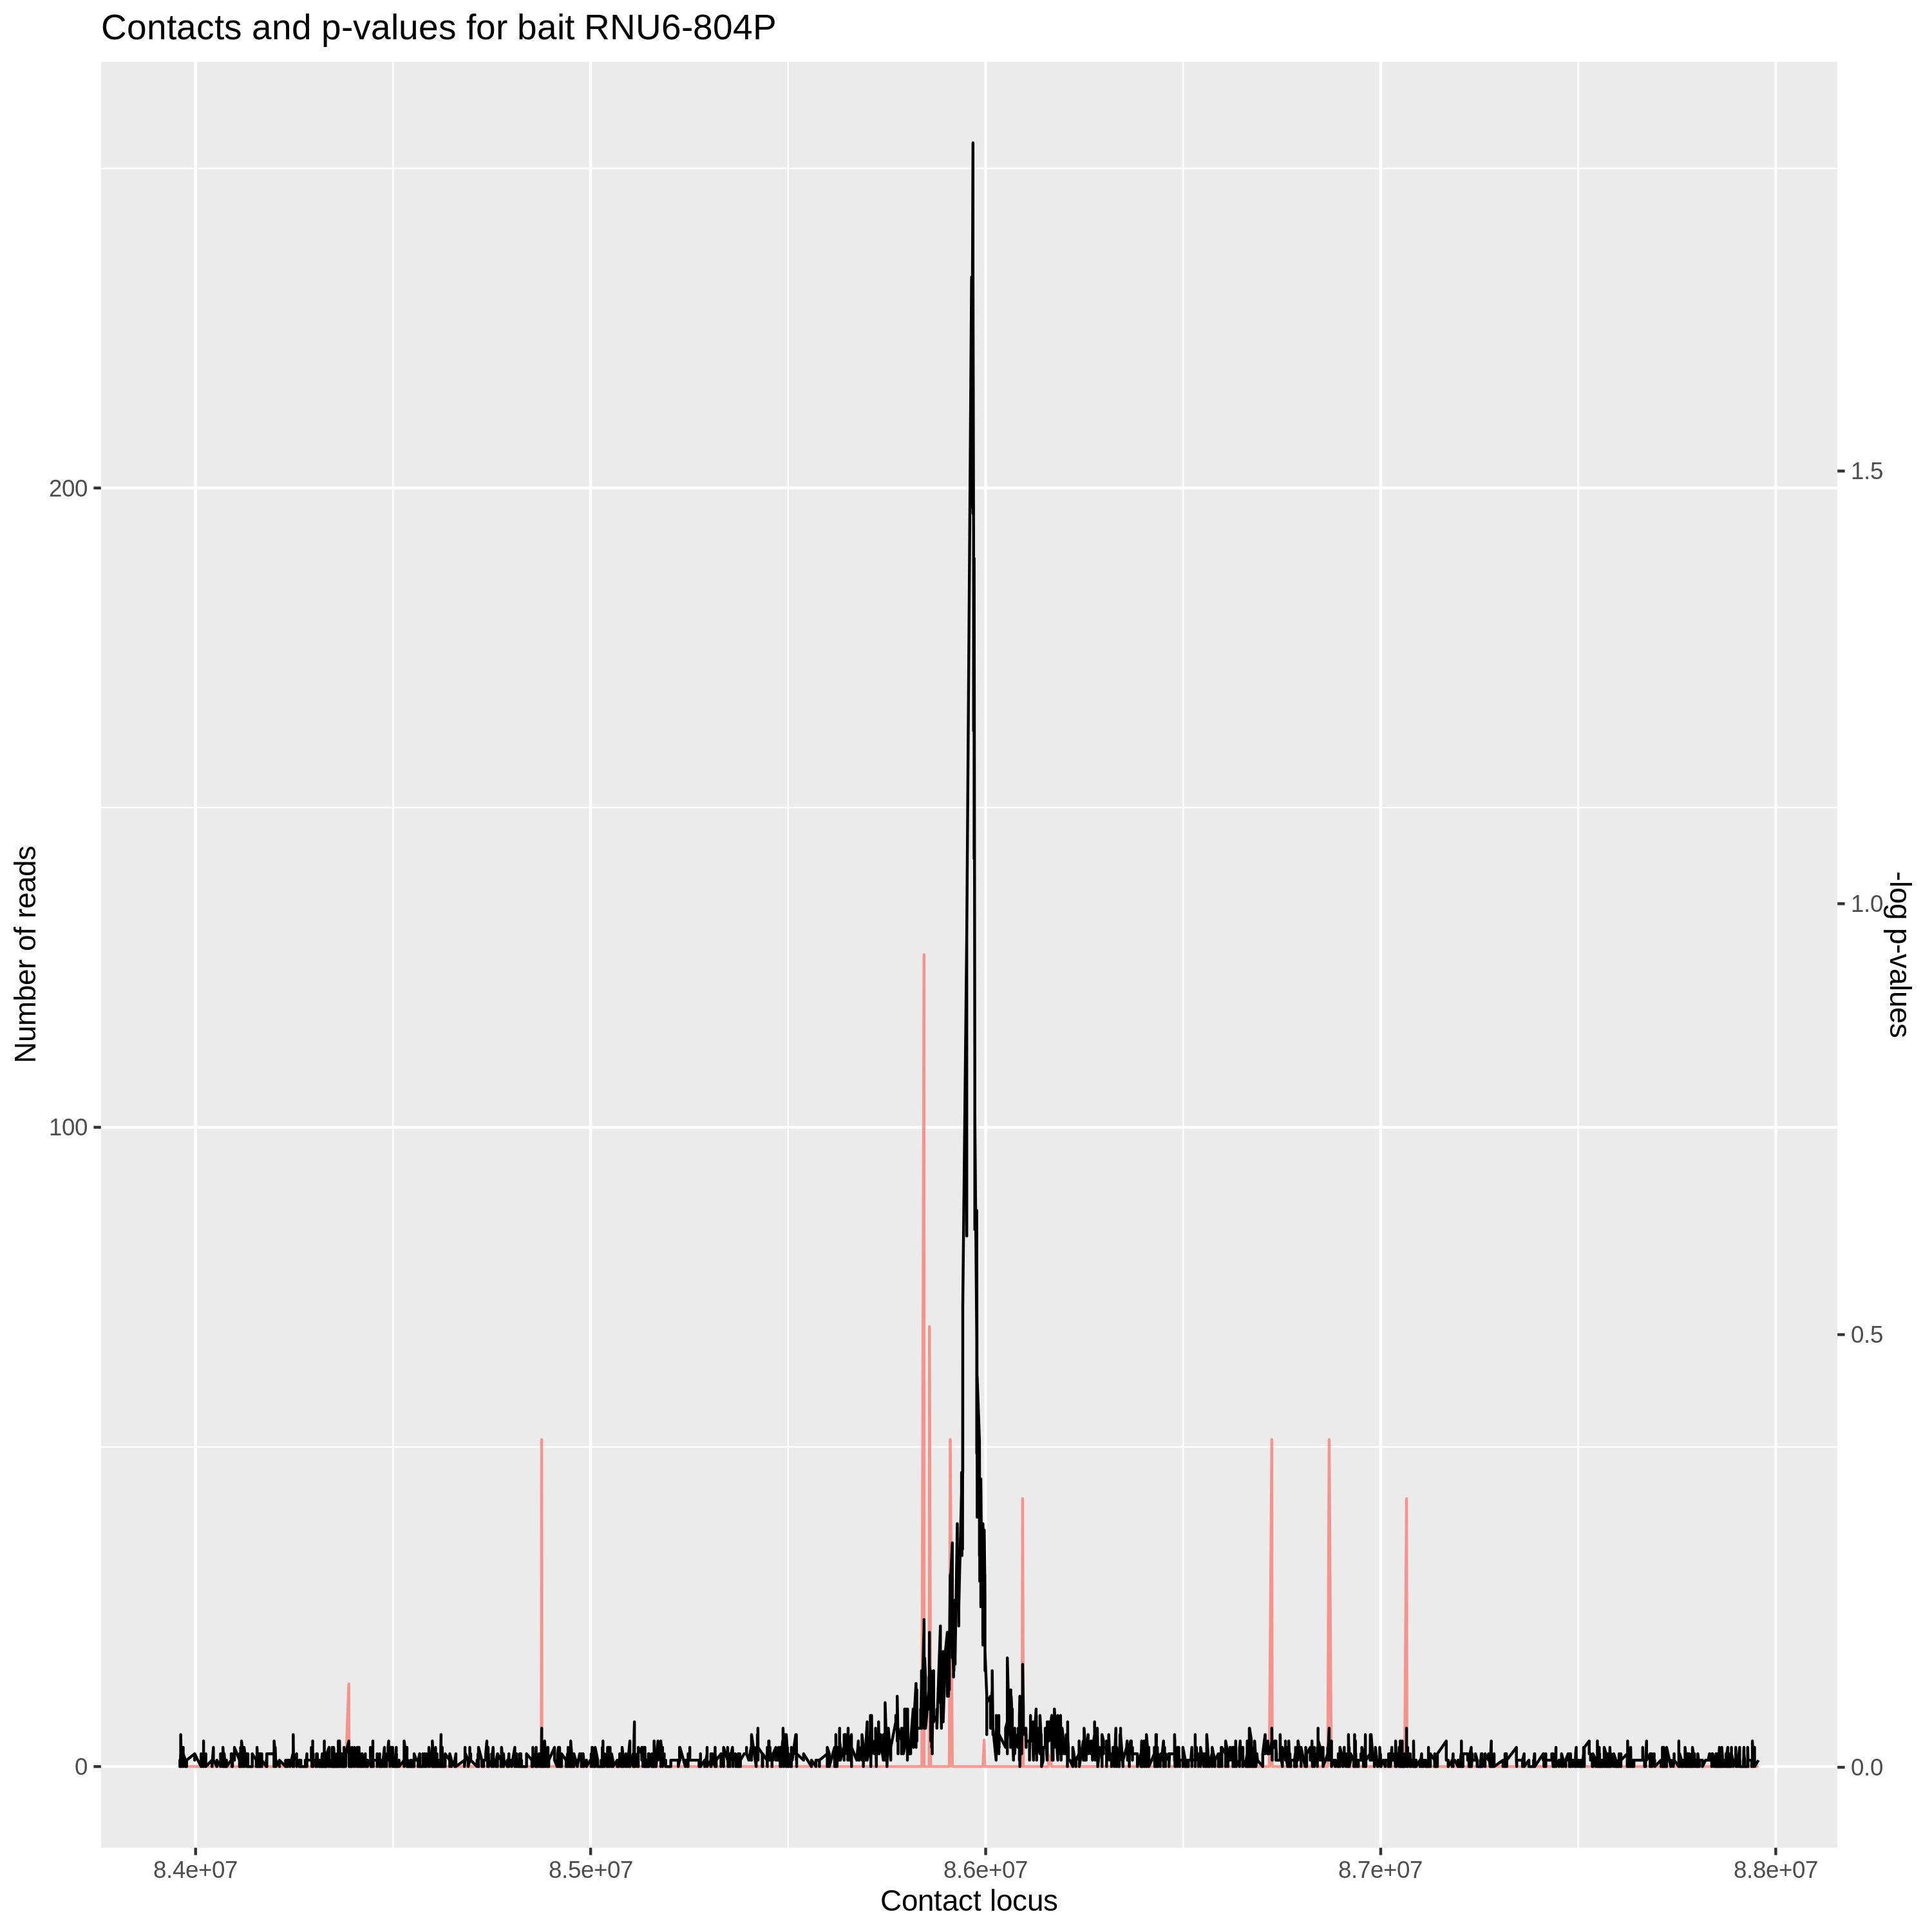 Contacts and p-values for bait RNU6-804P
Number of reads
200
100
0
1.5
1.0
0.5
0.0
-log p-values
8.4e+07 8.5e+07 8.6e+07 8.7e+07 8.8e+07
Contact locus